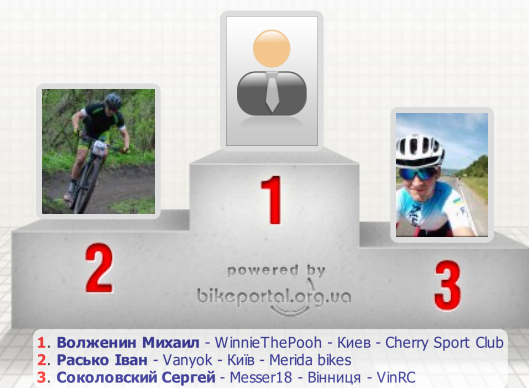 1
2
3
powered by
bikeportal.org.ua
1. Волженин Михаил - WinnieThePooh - Киев - Cherry Sport Club
2. Расько Іван - Vanyok - Київ - Merida bikes
3. Соколовский Сергей - Messer18 - Вінниця - VinRC